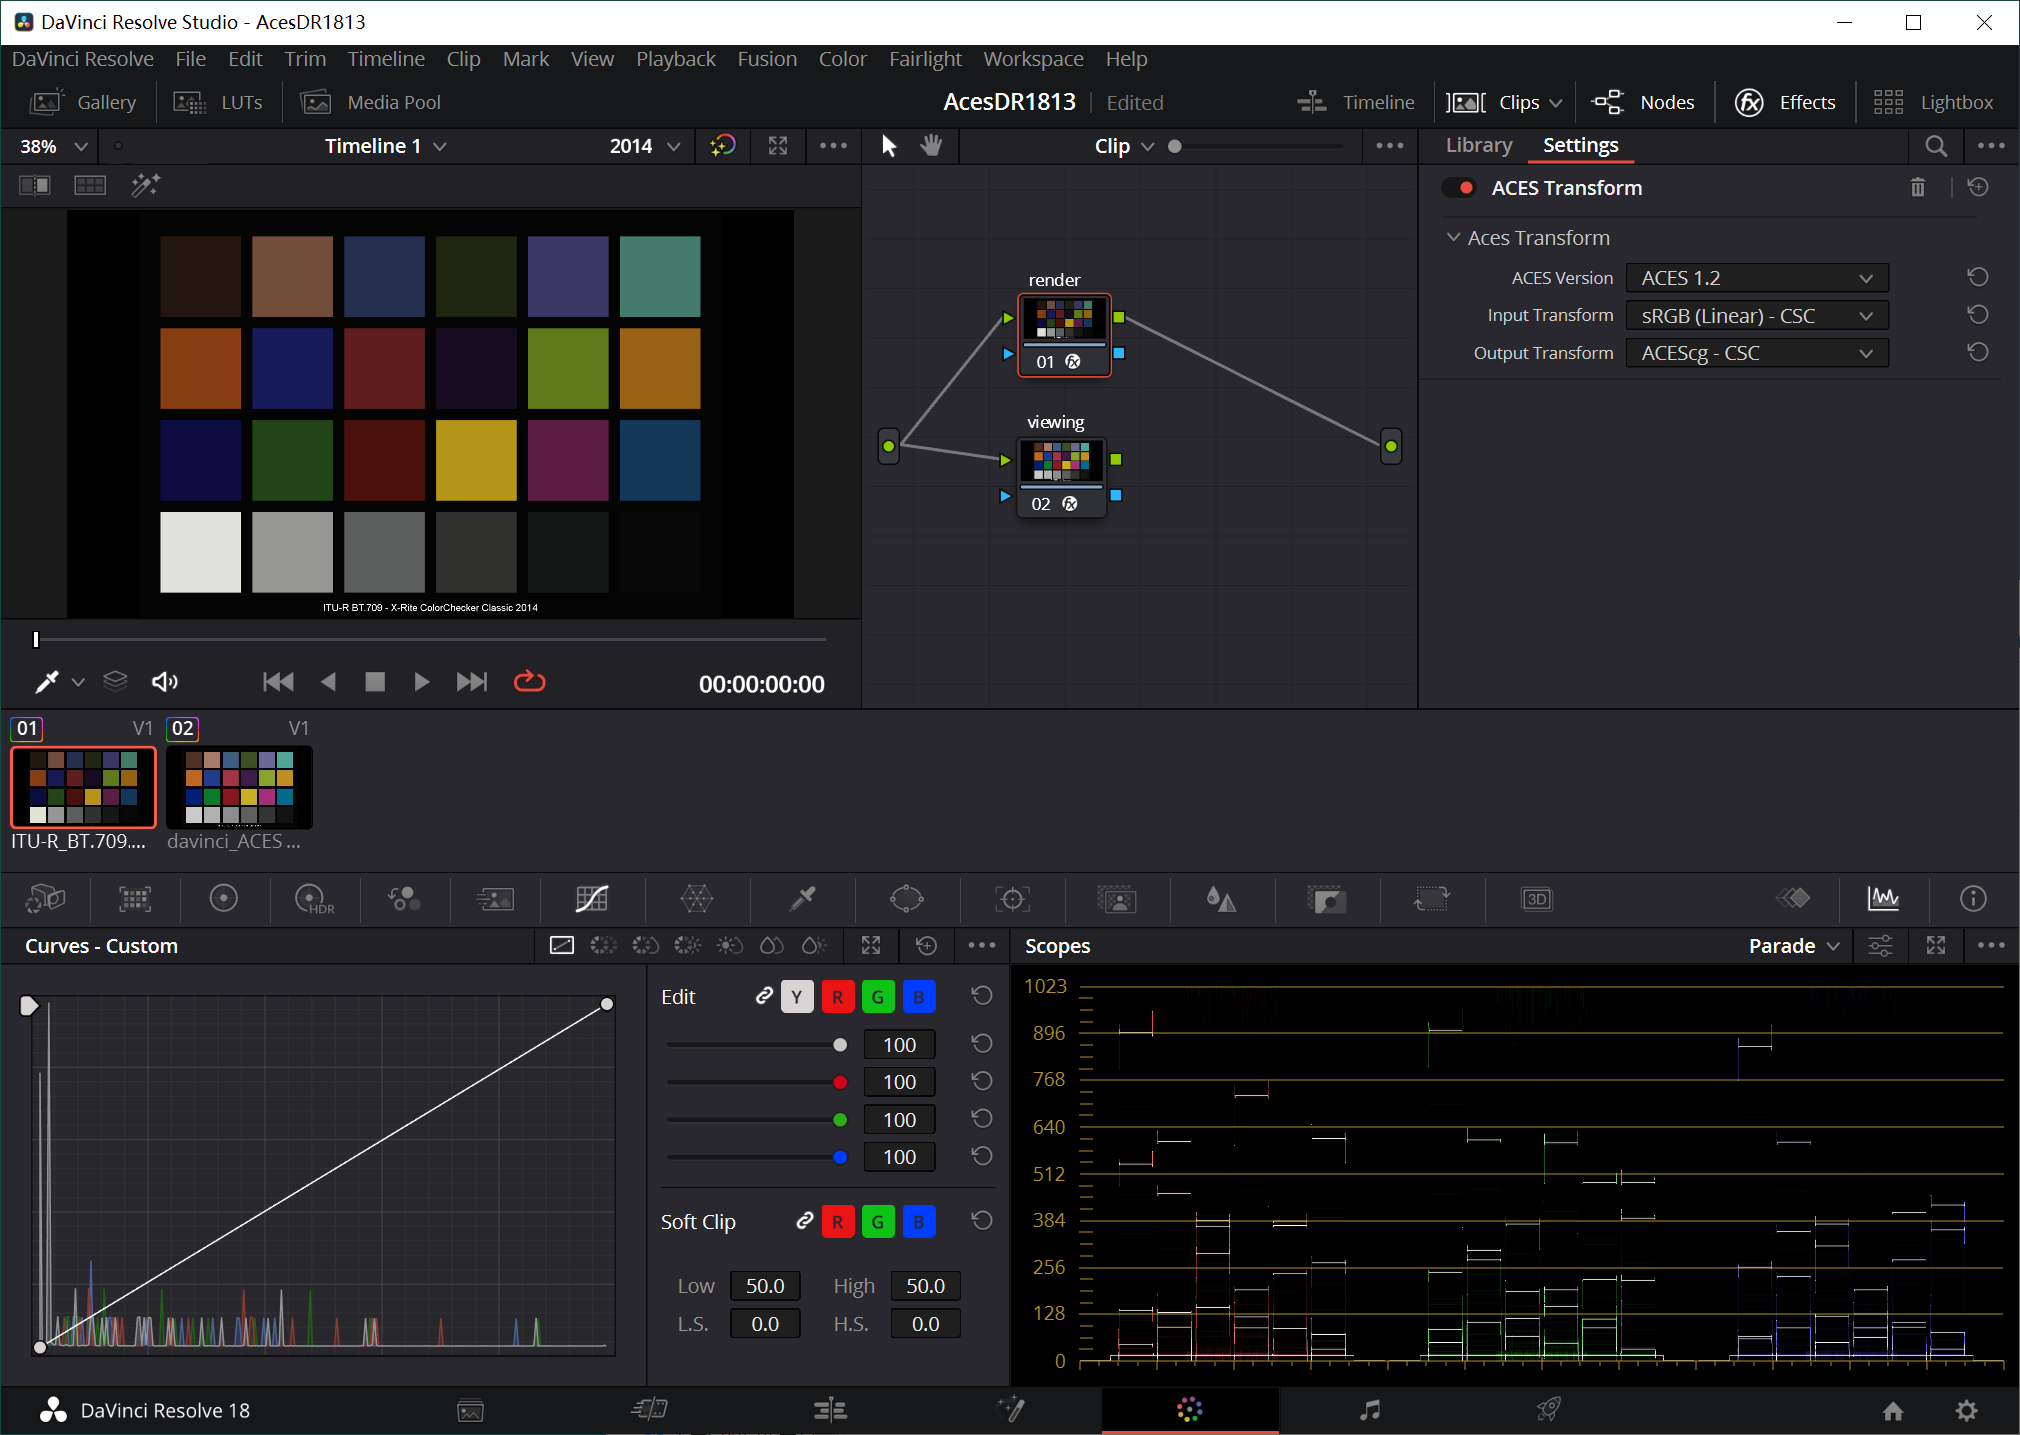 DaVinci Resolve Studio - AcesDR1813
DaVinci Resolve File Edit Trim Timeline Clip Mark View Playback Fusion Color Fairlight Workspace Help
Gallery LUTs Media Pool AcesDR1813 Edited Timeline Clips Nodes Effects Lightbox
38% Timeline 1 2014 Clip Library Settings
ACES Transform
Aces Transform
ACES Version ACES 1.2
Input Transform sRGB (Linear) - CSC
Output Transform ACEScg - CSC
render
01
viewing
02
ITU-R BT.709 - X-Rite ColorChecker Classic 2014
00:00:00:00
01 V1 02 V1
ITU-R_BT.709.... davinci_ACES ...
HDR 3D
Curves - Custom
Edit Y R G B
100
100
100
100
Soft Clip R G B
Low 50.0 High 50.0
L.S. 0.0 H.S. 0.0
Scopes Parade
1023
896
768
640
512
384
256
128
0
DaVinci Resolve 18